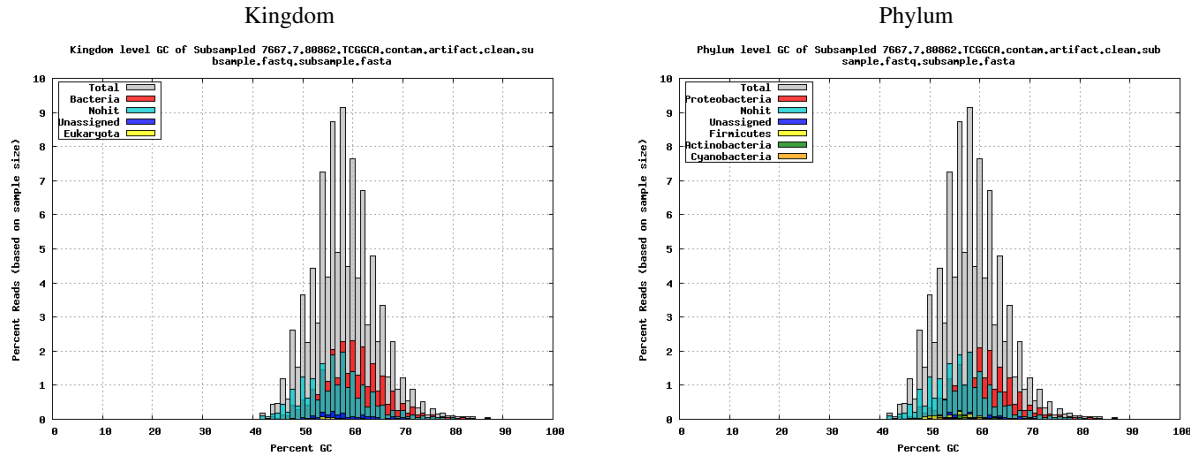 Kingdom
Kingdom level GC of Subsampled 7667.7.80862.TCGGCA.contam.artifact.clean.su
bsample.fastq.subsample.fasta
Percent Reads (based on sample size)
10
9
8
7
6
5
4
3
2
1
0
Total
Bacteria
Nohit
Unassigned
Eukaryota
0 10 20 30 40 50 60 70 80 90 100
Percent GC
Phylum
Phylum level GC of Subsampled 7667.7.80862.TCGGCA.contam.artifact.clean.sub
sample.fastq.subsample.fasta
Percent Reads (based on sample size)
10
9
8
7
6
5
4
3
2
1
0
Total
Proteobacteria
Nohit
Unassigned
Firmicutes
Actinobacteria
Cyanobacteria
0 10 20 30 40 50 60 70 80 90 100
Percent GC